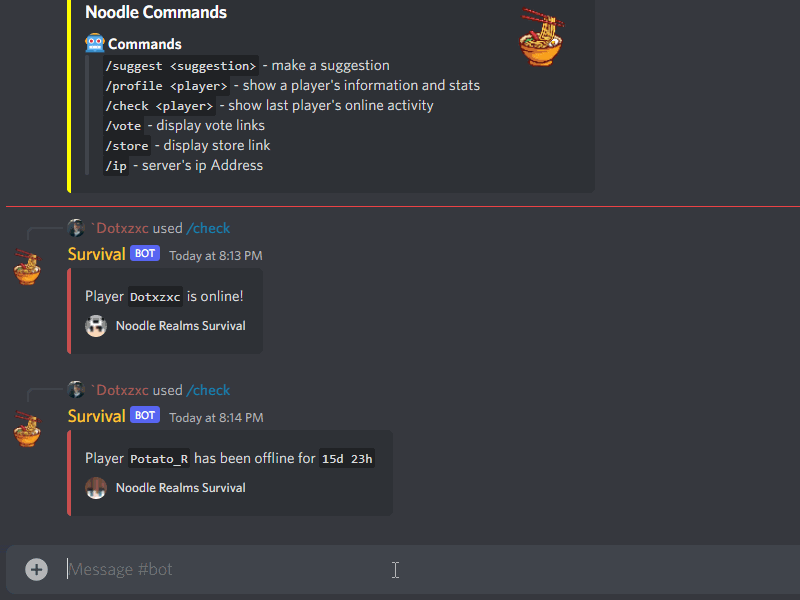 Noodle Commands
Commands
/suggest <suggestion> - make a suggestion
/profile <player> - show a player's information and stats
/check <player> - show last player's online activity
/vote - display vote links
/store - display store link
/ip - server's ip Address
`Dotxzxc used /check
Survival BOT Today at 8:13 PM
Player Dotxzxc is online!
Noodle Realms Survival
`Dotxzxc used /check
Survival BOT Today at 8:14 PM
Player Potato_R has been offline for 15d 23h
Noodle Realms Survival
Message #bot